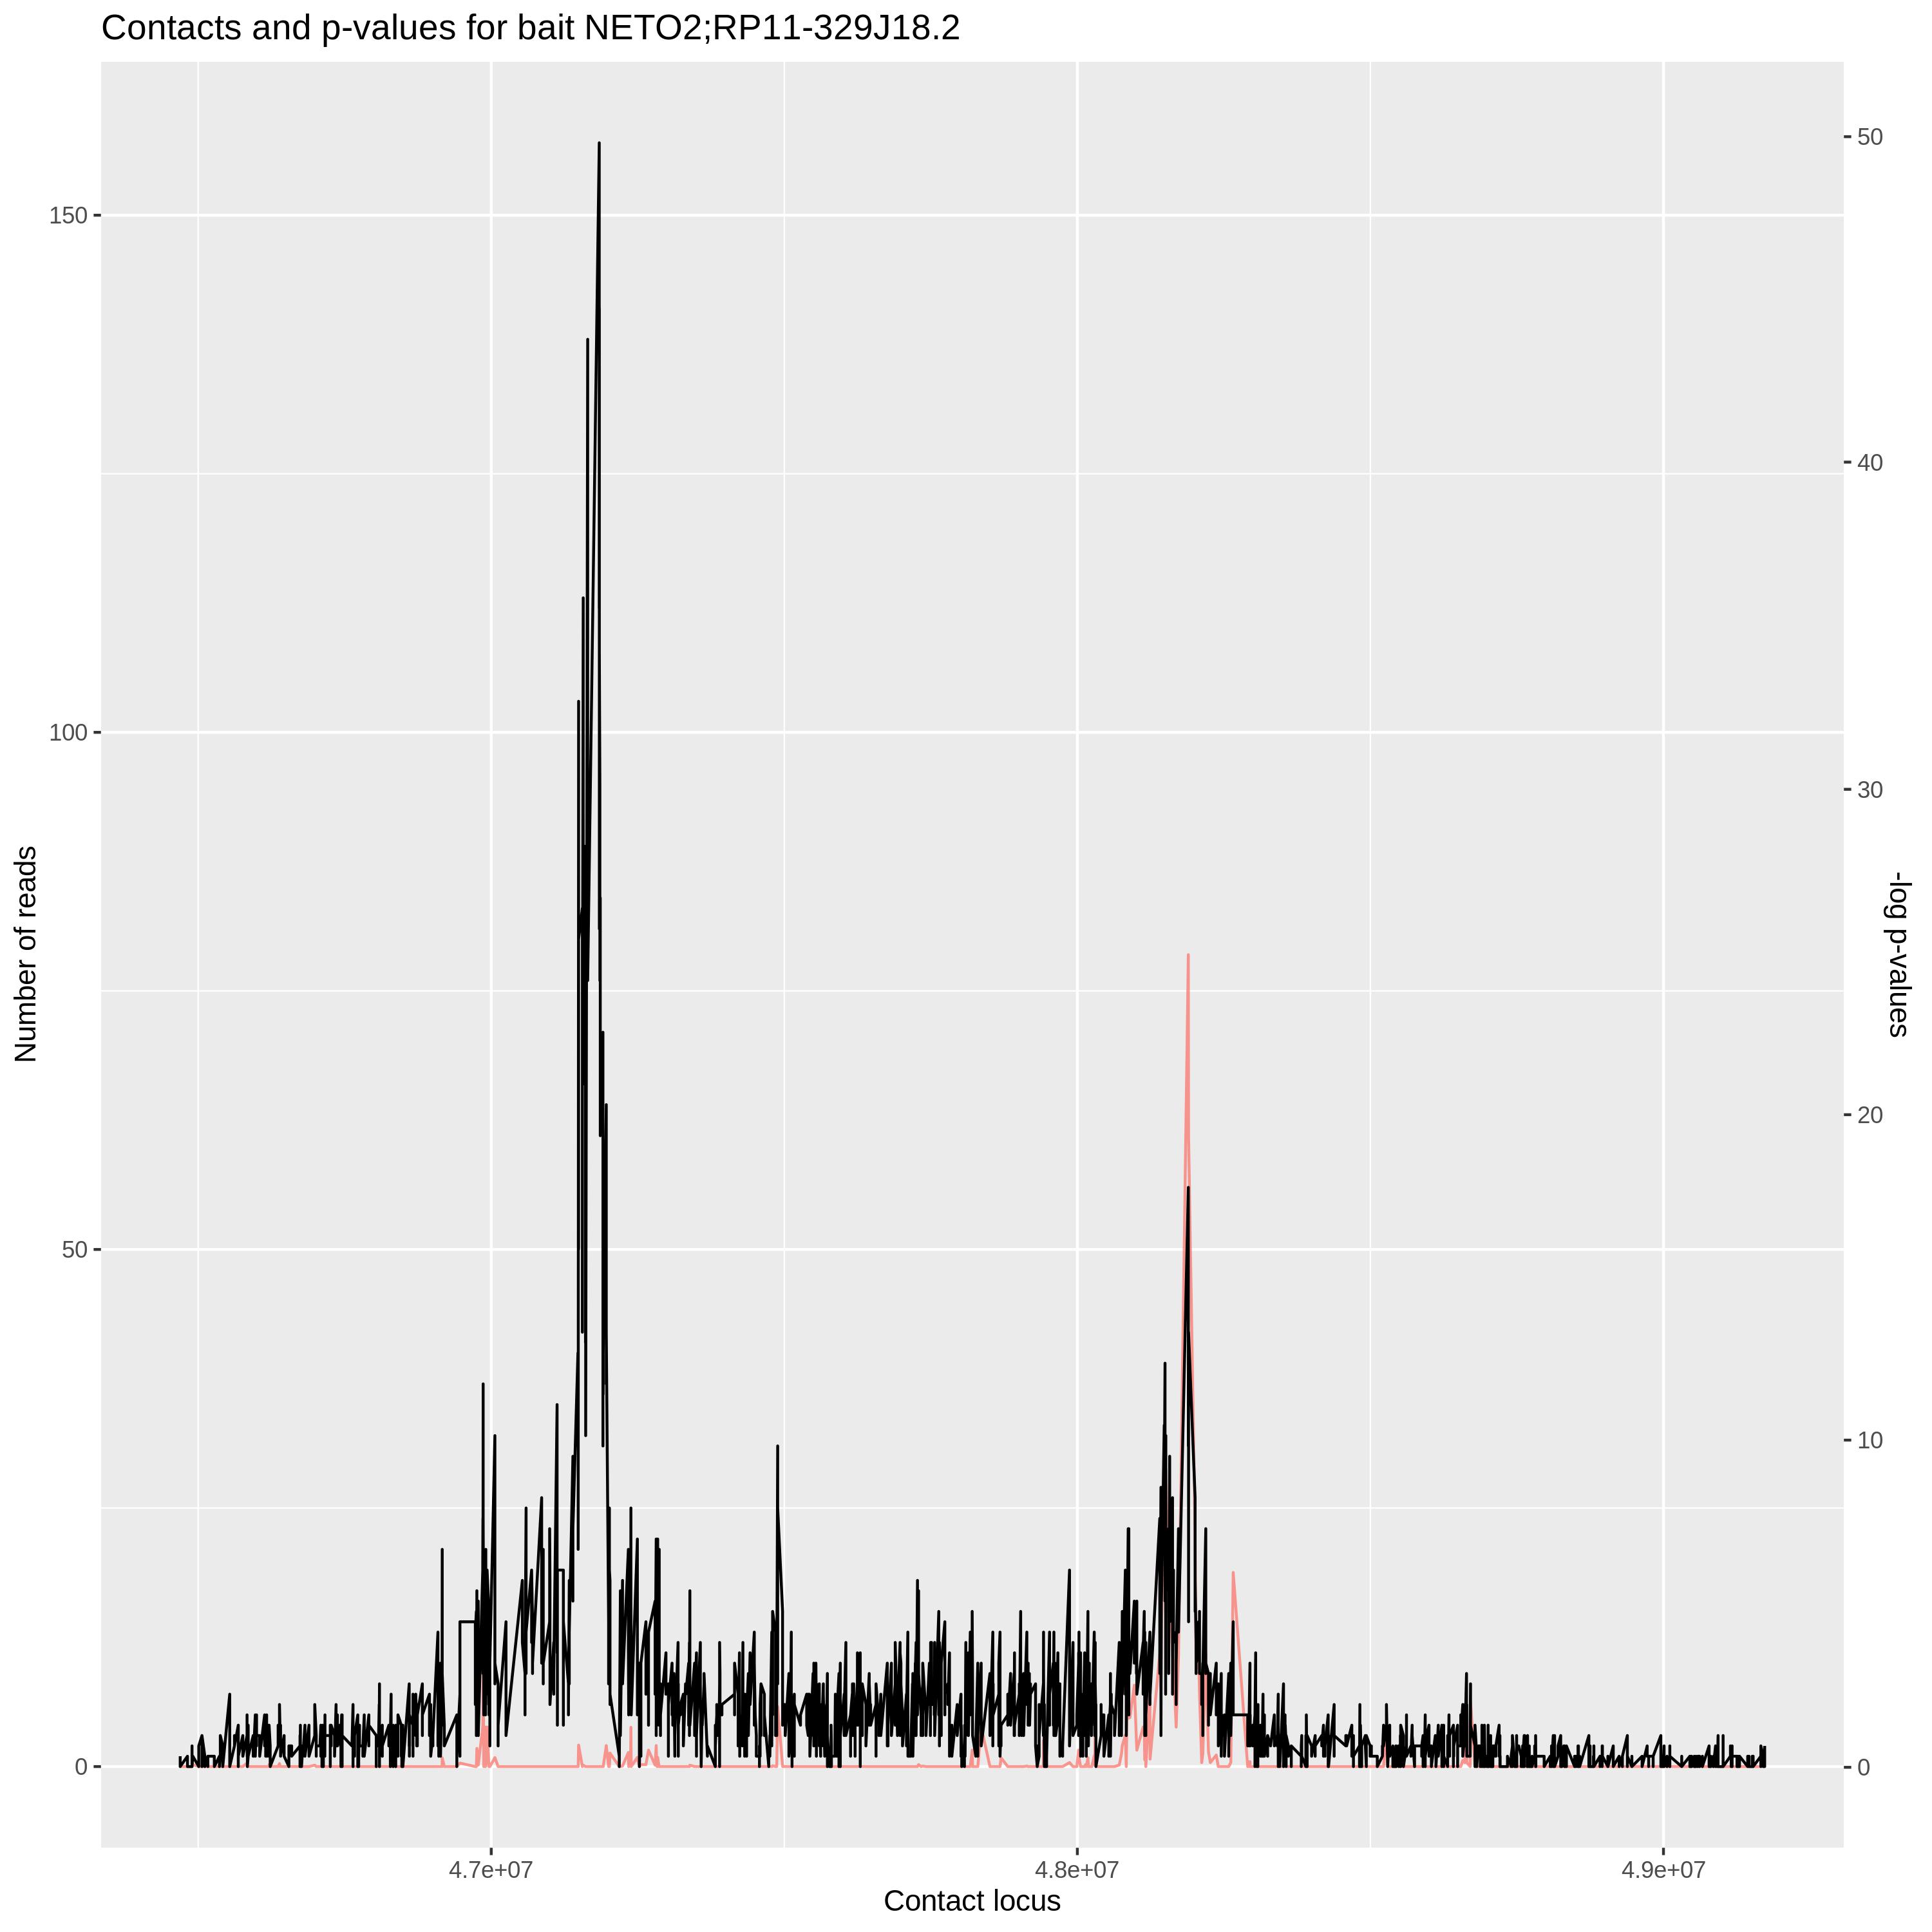 Contacts and p-values for bait NETO2;RP11-329J18.2
Number of reads
150
100
50
0
50
40
30
20
10
0
-log p-values
4.7e+07
4.8e+07
4.9e+07
Contact locus